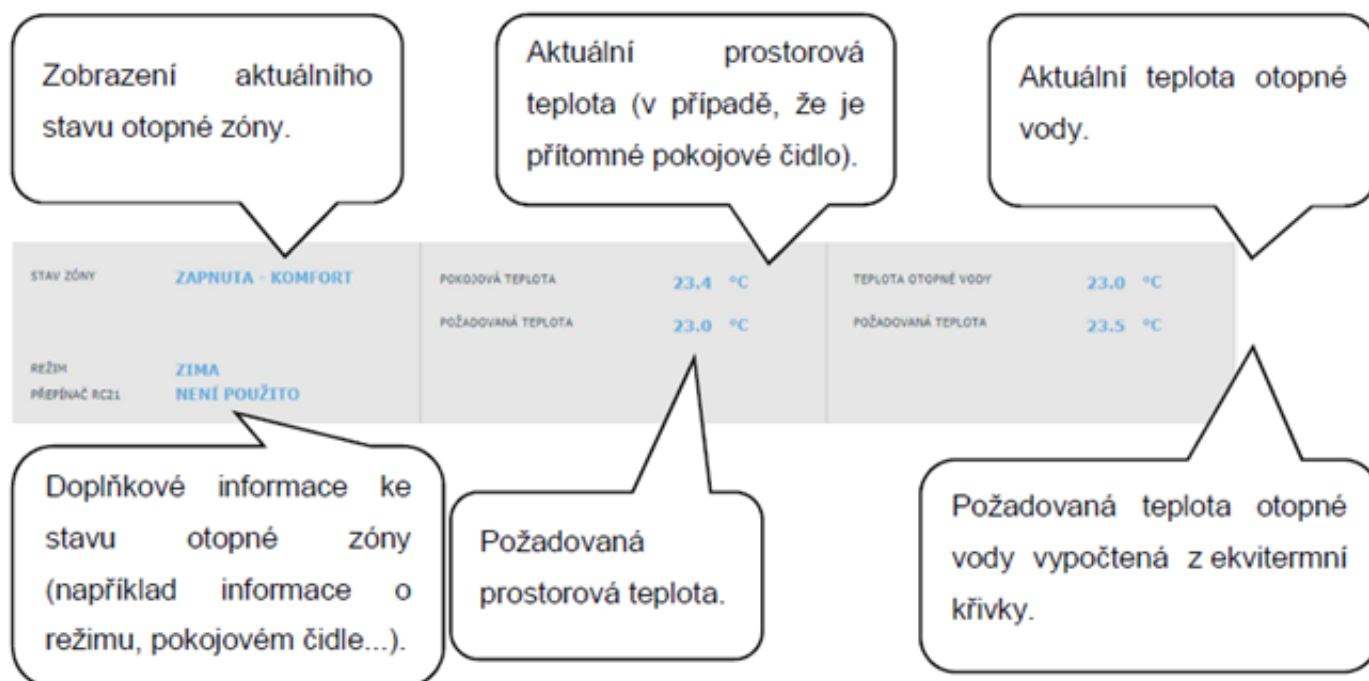 Zobrazení aktuálního
stavu otopné zóny.
Aktuální prostorová
teplota (v případě, že je
přítomné pokojové čidlo).
Aktuální teplota otopné
vody.
STAV ZÓNY ZAPNUTA - KOMFORT
REŽIM ZIMA
PŘEPÍNAČ RC21 NENÍ POUŽITO
POKOJOVÁ TEPLOTA 23.4 °C
POŽADOVANÁ TEPLOTA 23.0 °C
TEPLOTA OTOPNÉ VODY 23.0 °C
POŽADOVANÁ TEPLOTA 23.5 °C
Doplňkové informace ke
stavu otopné zóny
(například informace o
režimu, pokojovém čidle...).
Požadovaná
prostorová teplota.
Požadovaná teplota otopné
vody vypočtená z ekvitermní
křivky.